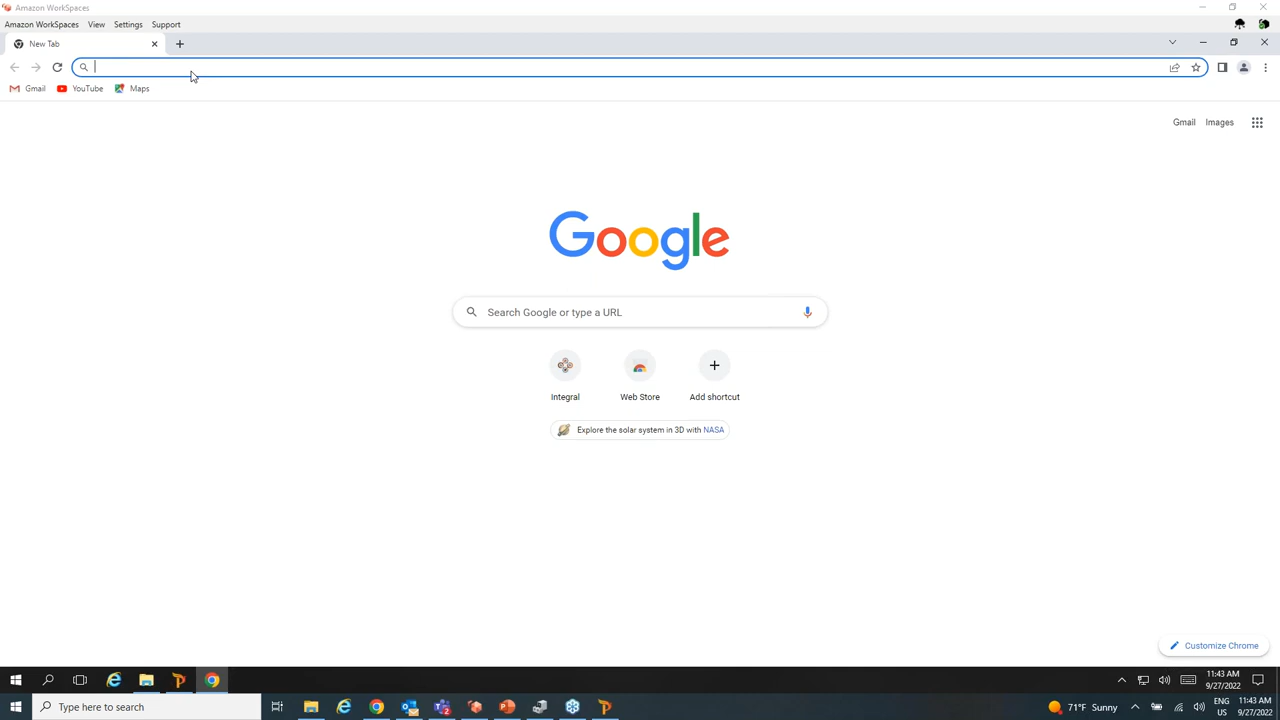 Amazon WorkSpaces
Amazon WorkSpaces View Settings Support
New Tab
Gmail YouTube Maps
Gmail Images
Google
Search Google or type a URL
Integral Web Store Add shortcut
Explore the solar system in 3D with NASA
Customize Chrome
11:43 AM
9/27/2022
Type here to search
71°F Sunny
ENG
US
11:43 AM
9/27/2022